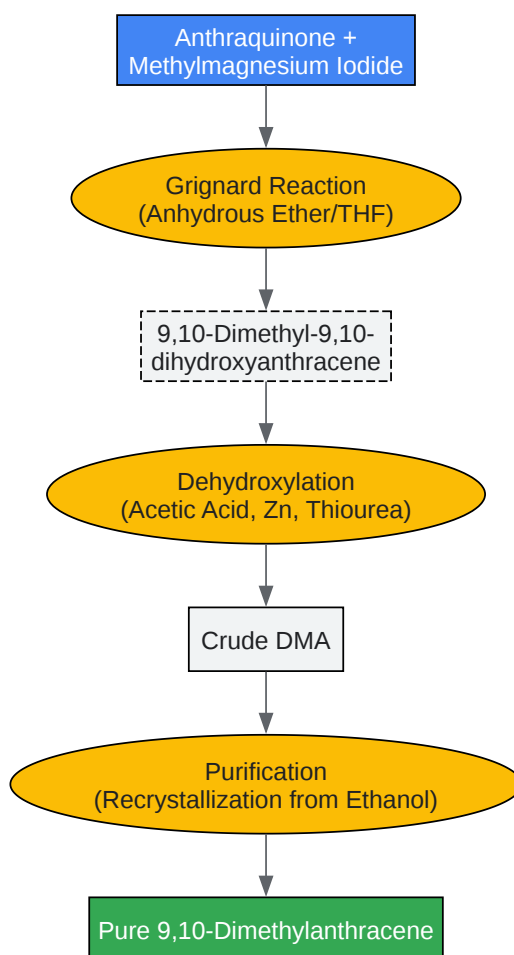 Anthraquinone +
Methylmagnesium Iodide
Grignard Reaction
(Anhydrous Ether/THF)
9,10-Dimethyl-9,10-
dihydroxyanthracene
Dehydroxylation
(Acetic Acid, Zn, Thiourea)
Crude DMA
Purification
(Recrystallization from Ethanol)
Pure 9,10-Dimethylanthracene